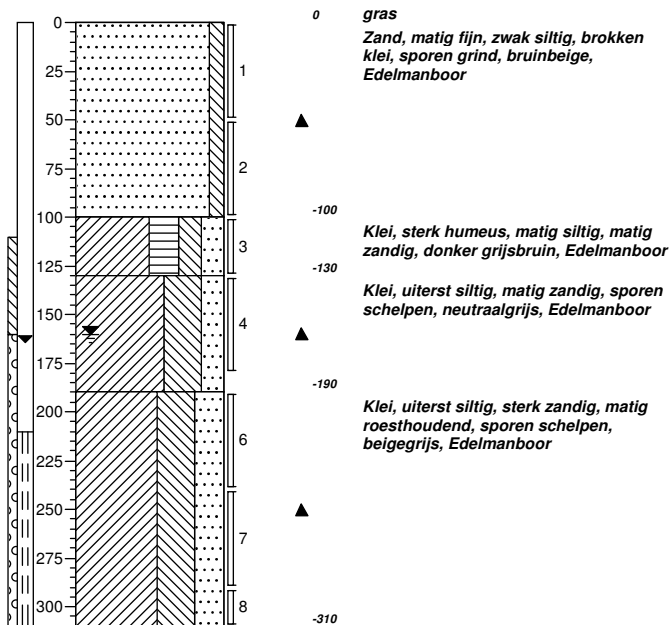 0
gras
0
Zand, matig fijn, zwak siltig, brokken
klei, sporen grind, bruinbeige,
Edelmanboor
25
1
50
75
2
100
-100
Klei, sterk humeus, matig siltig, matig
zandig, donker grijsbruin, Edelmanboor
3
125
-130
Klei, uiterst siltig, matig zandig, sporen
schelpen, neutraalgrijs, Edelmanboor
150
4
175
-190
200
Klei, uiterst siltig, sterk zandig, matig
roesthoudend, sporen schelpen,
beigegrijs, Edelmanboor
6
225
250
7
275
300
8
-310